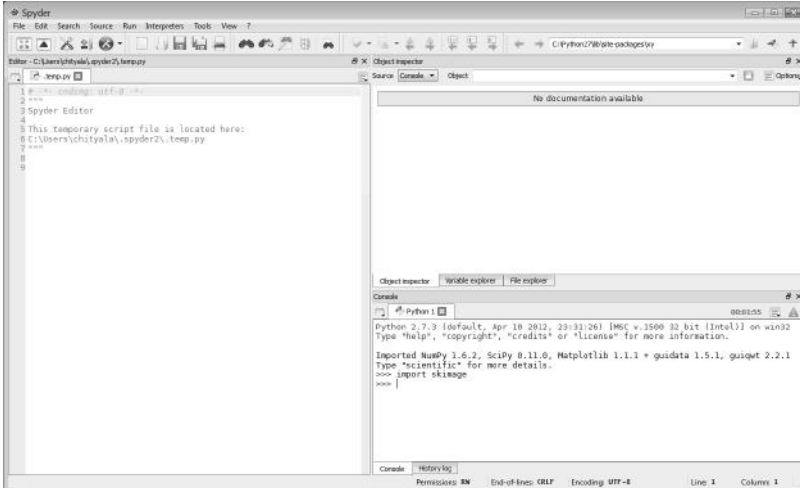 Spyder
File Edit Search Source Run Interpreters Tools View ?
C:\Python27\lib\site-packages\xy
Editor - C:\Users\chityala\.spyder2\.temp.py
Object inspector
.temp.py
Source Console Object Options
No documentation available
1 # -*- coding: utf-8 -*-
2 """
3 Spyder Editor
4
5 This temporary script file is located here:
6 C:\Users\chityala\.spyder2\.temp.py
7 """
8
9
Object inspector Variable explorer File explorer
Console
Python 1 00:01:55
Python 2.7.3 (default, Apr 10 2012, 23:31:26) [MSC v.1500 32 bit (Intel)] on win32
Type "help", "copyright", "credits" or "license" for more information.
Imported NumPy 1.6.2, SciPy 0.11.0, Matplotlib 1.1.1 + guidata 1.5.1, guiqwt 2.2.1
Type "scientific" for more details.
>>> import skimage
>>>
Console History log
Permissions: RW End-of-lines: CRLF Encoding: UTF-8 Line: 1 Column: 1